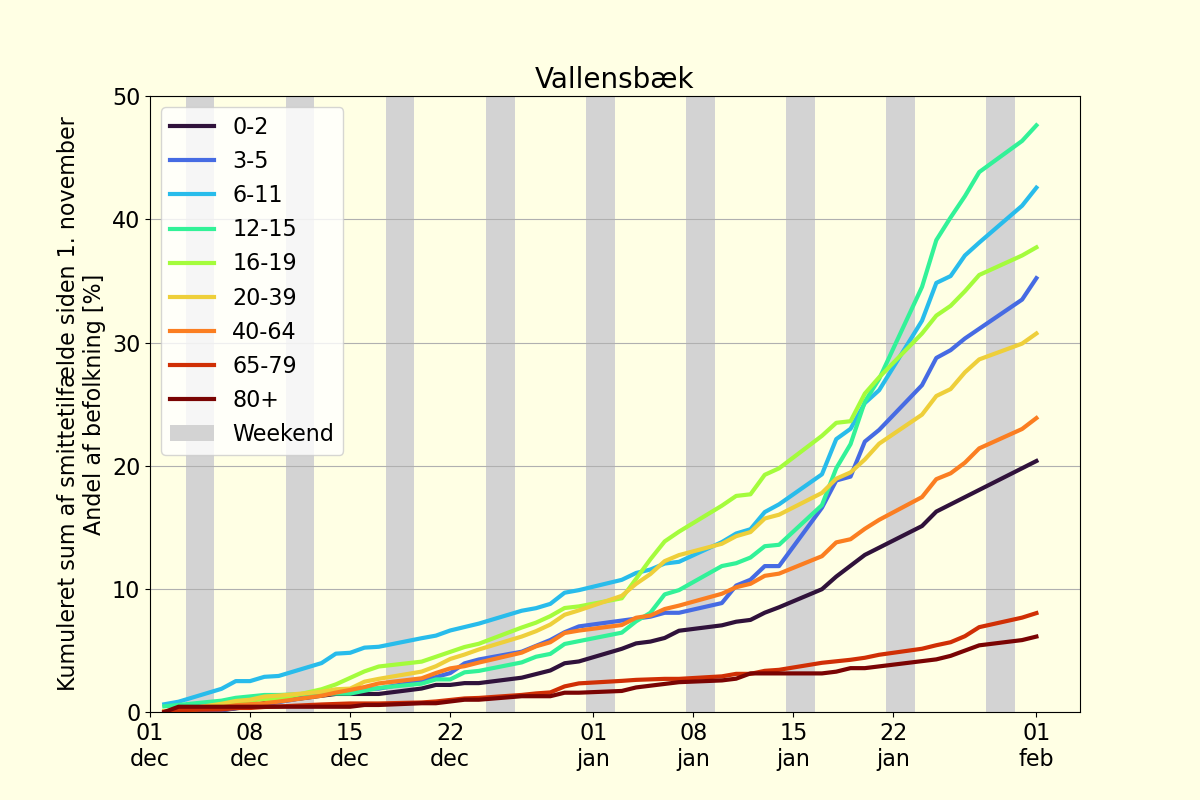 Vallensbæk
Kumuleret sum af smittetilfælde siden 1. november
Andel af befolkning [%]
50
40
30
20
10
0
0-2
3-5
6-11
12-15
16-19
20-39
40-64
65-79
80+
Weekend
01 08 15 22 01 08 15 22 01
dec dec dec dec jan jan jan jan feb